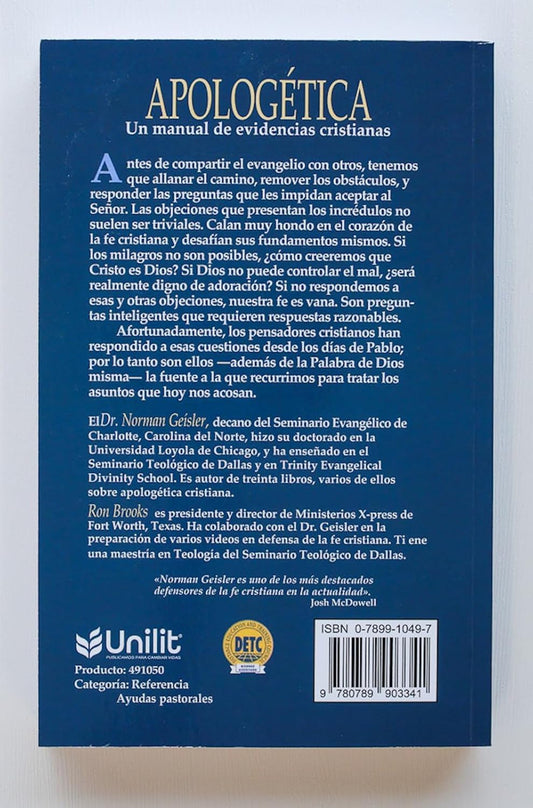 APOLOGÉTICA
Un manual de evidencias cristianas
Antes de compartir el evangelio con otros, tenemos
que allanar el camino, remover los obstáculos, y
responder las preguntas que les impidan aceptar al
Señor. Las objeciones que presentan los incrédulos no
suelen ser triviales. Calan muy hondo en el corazón de
la fe cristiana y desafían sus fundamentos mismos. Si
los milagros no son posibles, ¿cómo creeremos que
Cristo es Dios? Si Dios no puede controlar el mal, ¿será
realmente digno de adoración? Si no respondemos a
esas y otras objeciones, nuestra fe es vana. Son pregun-
tas inteligentes que requieren respuestas razonables.
Afortunadamente, los pensadores cristianos han
respondido a esas cuestiones desde los días de Pablo;
por lo tanto son ellos —además de la Palabra de Dios
misma— la fuente a la que recurrimos para tratar los
asuntos que hoy nos acosan.
El Dr. Norman Geisler, decano del Seminario Evangélico de
Charlotte, Carolina del Norte, hizo su doctorado en la
Universidad Loyola de Chicago, y ha enseñado en el
Seminario Teológico de Dallas y en Trinity Evangelical
Divinity School. Es autor de treinta libros, varios de ellos
sobre apologética cristiana.
Ron Brooks es presidente y director de Ministerios X-press de
Fort Worth, Texas. Ha colaborado con el Dr. Geisler en la
preparación de varios videos en defensa de la fe cristiana. Ti ene
una maestría en Teología del Seminario Teológico de Dallas.
«Norman Geisler es uno de los más destacados
defensores de la fe cristiana en la actualidad».
Josh McDowell
Unilit
PUBLICAMOS PARA CAMBIAR VIDAS
Producto: 491050
Categoría: Referencia
Ayudas pastorales
DETC
ISBN 0-7899-1049-7
9 780789 903341